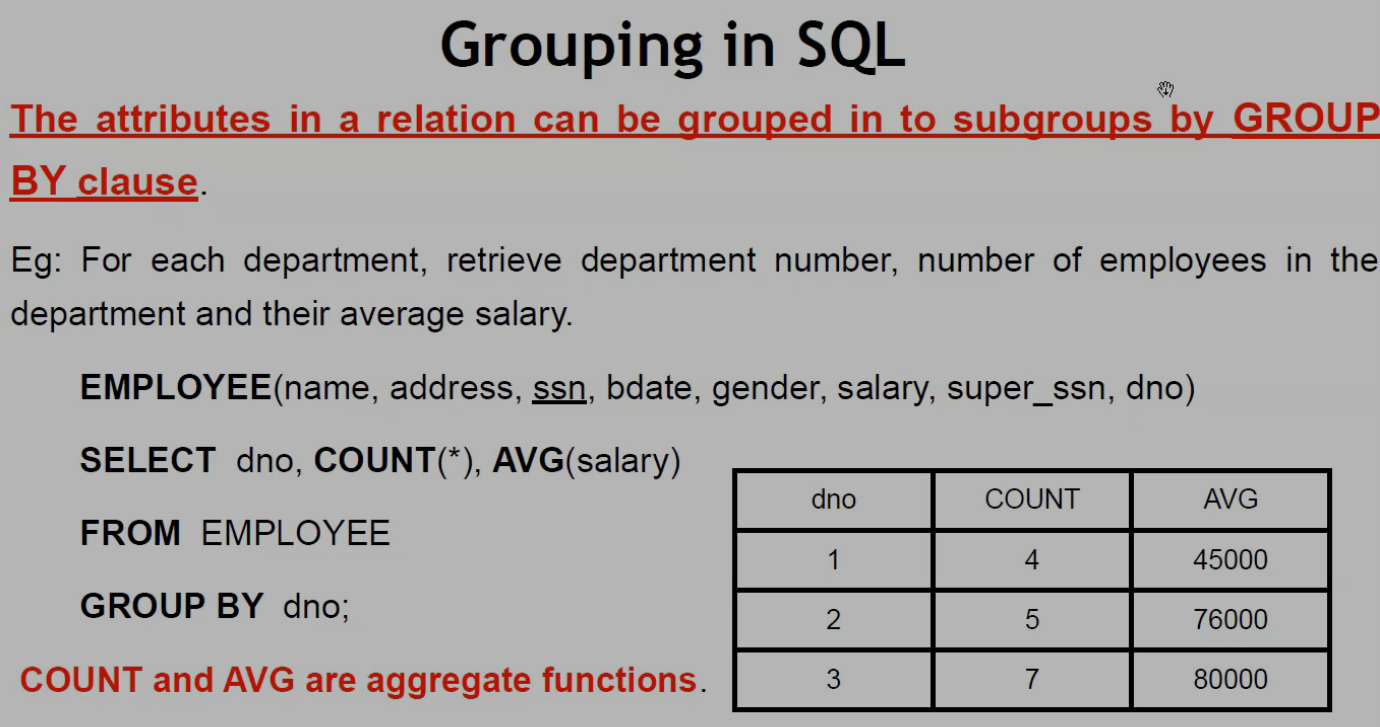 Grouping in SQL
The attributes in a relation can be grouped in to subgroups by GROUP
BY clause.
Eg: For each department, retrieve department number, number of employees in the
department and their average salary.
EMPLOYEE(name, address, ssn, bdate, gender, salary, super_ssn, dno)
SELECT dno, COUNT(*), AVG(salary)
FROM EMPLOYEE
GROUP BY dno;
COUNT and AVG are aggregate functions.
dno COUNT AVG
1 4 45000
2 5 76000
3 7 80000